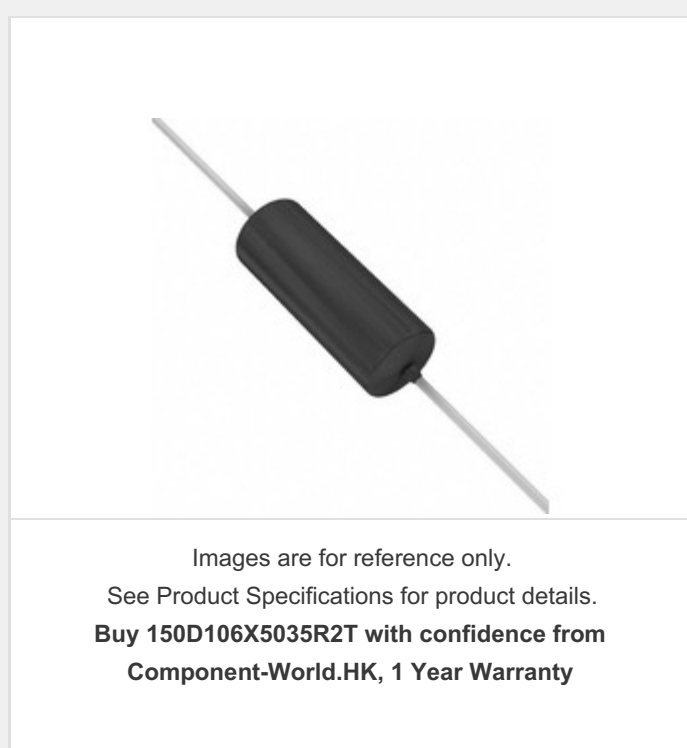 Images are for reference only.
See Product Specifications for product details.
Buy 150D106X5035R2T with confidence from
Component-World.HK, 1 Year Warranty